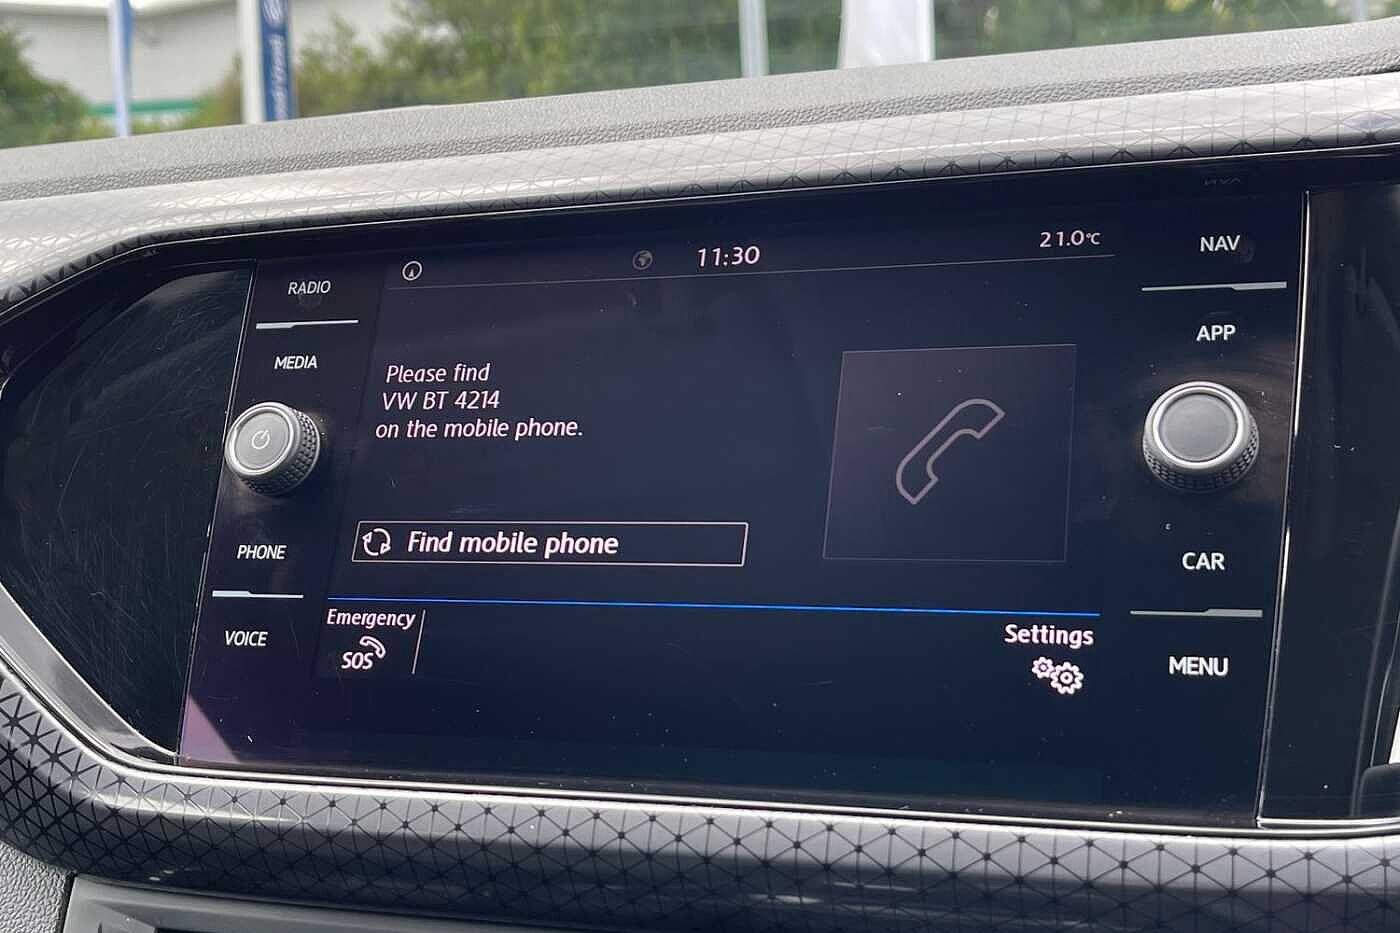 11:30
21.0°C
RADIO
MEDIA
PHONE
VOICE
Please find
VW BT 4214
on the mobile phone.
Find mobile phone
Emergency
SOS
Settings
NAV
APP
CAR
MENU